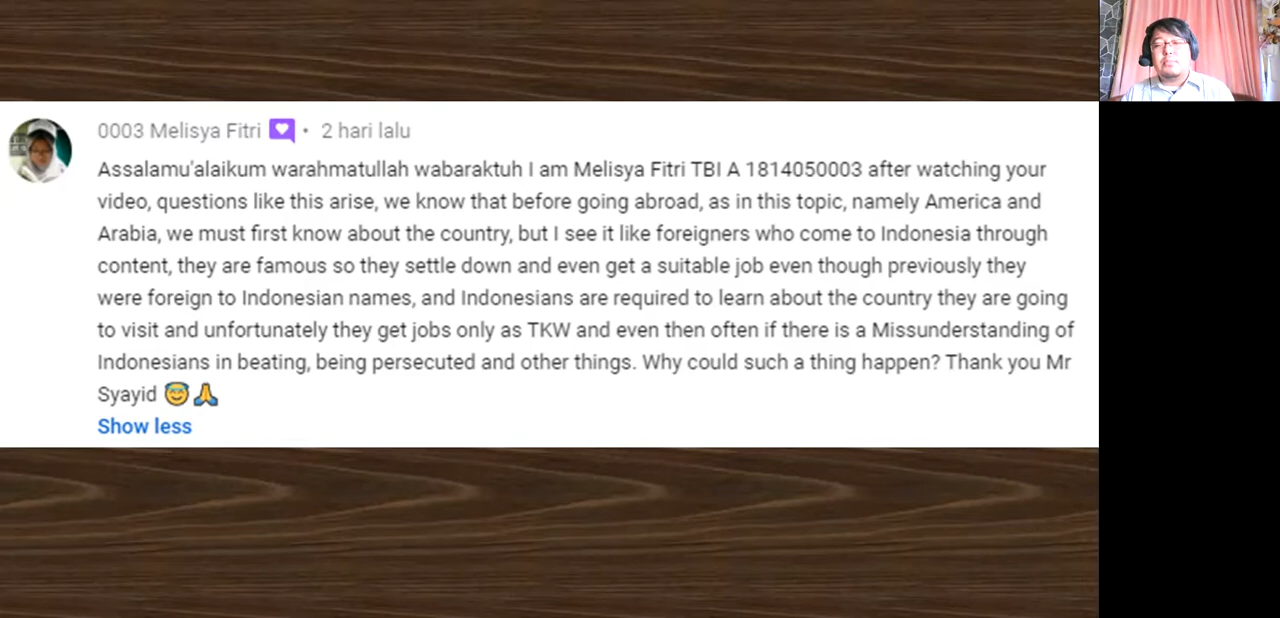 0003 Melisya Fitri • 2 hari lalu
Assalamu'alaikum warahmatullah wabaraktuh I am Melisya Fitri TBI A 1814050003 after watching your
video, questions like this arise, we know that before going abroad, as in this topic, namely America and
Arabia, we must first know about the country, but I see it like foreigners who come to Indonesia through
content, they are famous so they settle down and even get a suitable job even though previously they
were foreign to Indonesian names, and Indonesians are required to learn about the country they are going
to visit and unfortunately they get jobs only as TKW and even then often if there is a Missunderstanding of
Indonesians in beating, being persecuted and other things. Why could such a thing happen? Thank you Mr
Syayid 😇🙏
Show less